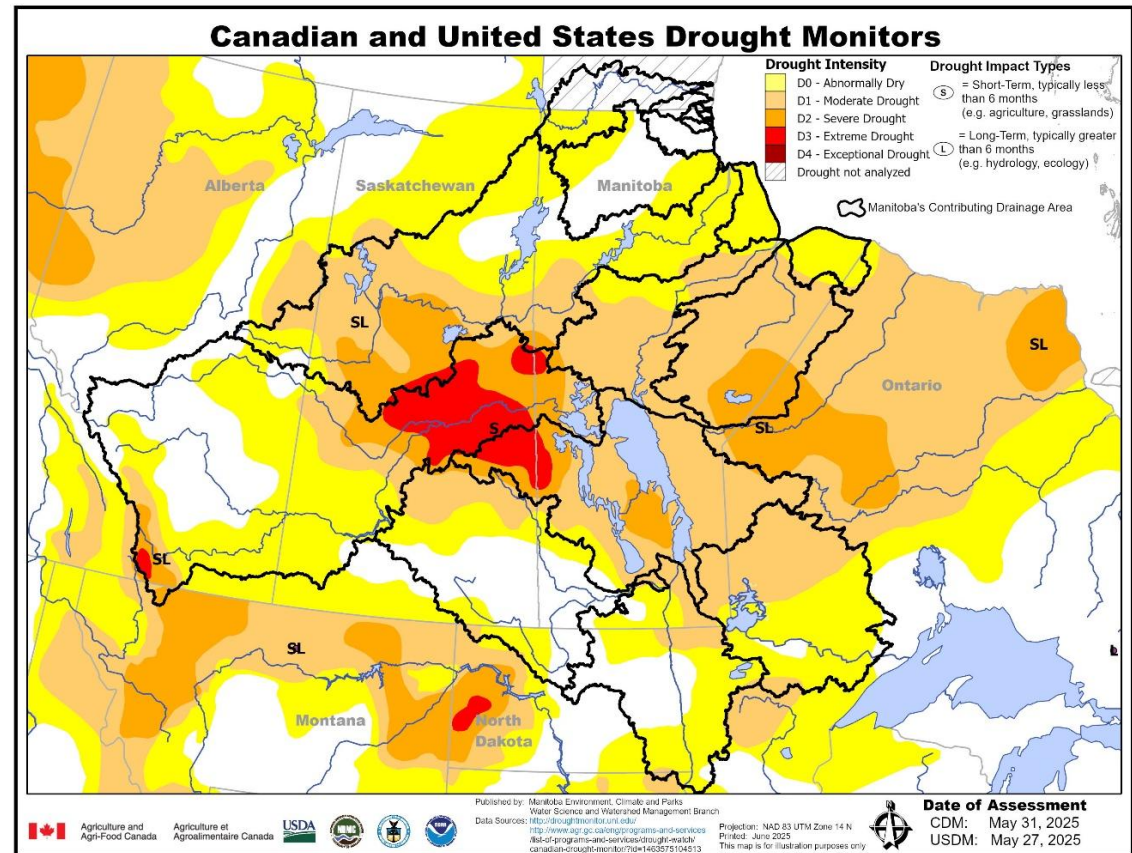 Canadian and United States Drought Monitors
Drought Intensity
D0 - Abnormally Dry
D1 - Moderate Drought
D2 - Severe Drought
D3 - Extreme Drought
D4 - Exceptional Drought
Drought not analyzed
Drought Impact Types
S = Short-Term, typically less
than 6 months
(e.g. agriculture, grasslands)
L = Long-Term, typically greater
than 6 months
(e.g. hydrology, ecology)
Manitoba's Contributing Drainage Area
Alberta
Saskatchewan
Manitoba
SL
SL
Ontario
S
SL
SL
SL
L
Montana
North
Dakota
Agriculture and
Agri-Food Canada
Agriculture et
Agroalimentaire Canada
USDA
NDMC
Published by: Manitoba Environment, Climate and Parks
Water Science and Watershed Management Branch
Data Sources: http://droughtmonitor.unl.edu/
http://www.agr.gc.ca/eng/programs-and-services
/list-of-programs-and-services/drought-watch/
canadian-drought-monitor/?id=1463575104513
Projection: NAD 83 UTM Zone 14 N
Printed: June 2025
This map is for illustration purposes only
Date of Assessment
CDM: May 31, 2025
USDM: May 27, 2025